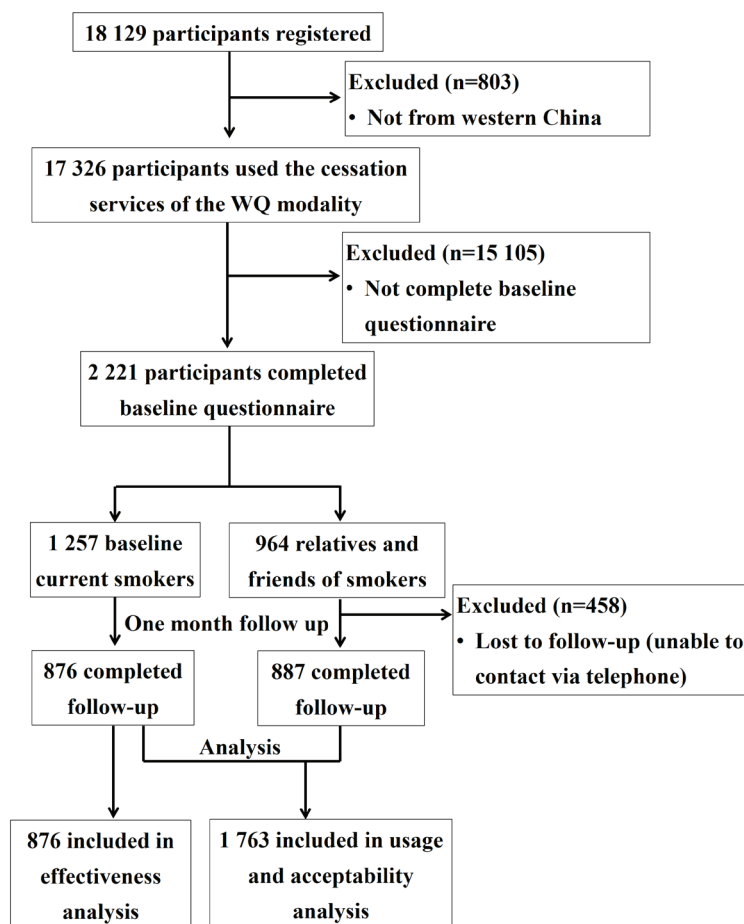 18 129 participants registered
Excluded (n=803)
• Not from western China
17 326 participants used the cessation
services of the WQ modality
Excluded (n=15 105)
• Not complete baseline
questionnaire
2 221 participants completed
baseline questionnaire
1 257 baseline
current smokers
964 relatives and
friends of smokers
Excluded (n=458)
• Lost to follow-up (unable to
contact via telephone)
One month follow up
876 completed
follow-up
887 completed
follow-up
Analysis
876 included in
effectiveness
analysis
1 763 included in usage
and acceptability
analysis